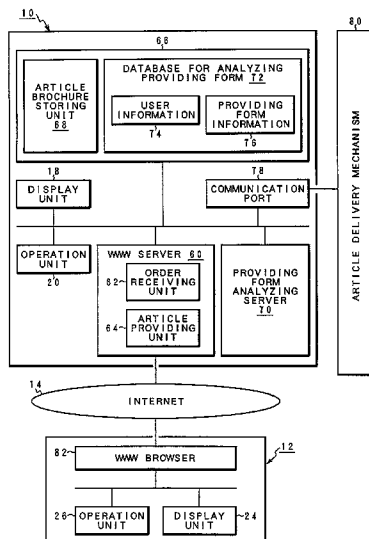 10
80
66
ARTICLE
BROCHURE
STORING
UNIT
68
DATABASE FOR ANALYZING
PROVIDING FORM 72
USER
INFORMATION
74
PROVIDING
FORM INFORMATION
76
18
DISPLAY
UNIT
78
COMMUNICATION
PORT
ARTICLE DELIVERY MECHANISM
OPERATION
UNIT
20
WWW SERVER 60
62
ORDER
RECEIVING
UNIT
64
ARTICLE
PROVIDING UNIT
PROVIDING
FORM
ANALYZING
SERVER
70
14
INTERNET
12
82
WWW BROWSER
26
OPERATION
UNIT
DISPLAY
UNIT
24